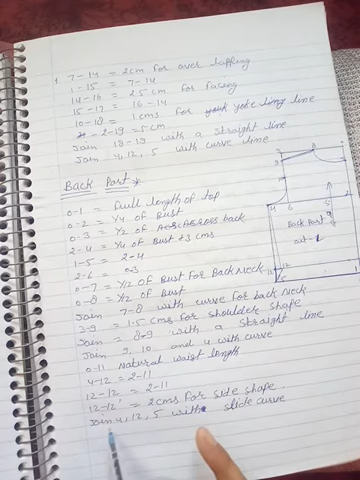 7-14 = 2cm for over lapping
1-15 = 7-14
14-16 = 2.5cm for facing
15-17 = 16-14
10-18 = 1cms for yoke line
2-19 = 5cm
Join 18-19 with a straight line
Join 4,12,5 with curve line
Back Part
0-1 = Full length of top
0-2 = 1/4 of Bust
0-3 = 1/2 of ACROSS back
2-4 = 1/4 of Bust +3 cms
1-5 = 2-4
2-6 = 0-3
0-7 = 1/12 of Bust for Back Neck
0-8 = 1/12 of Bust
Join 7-8 with curve for back neck
3-9 = 1.5 cms for shoulder shape
Join = 8-9 with a straight line
Join 9, 10 and 4 with curve
0-11 Natural waist length
4-12 = 2-11
12-12 = 2-11
12-12' = 2cms for side shape.
Join 4, 12, 5 with slide curve
Back Part
cut-1